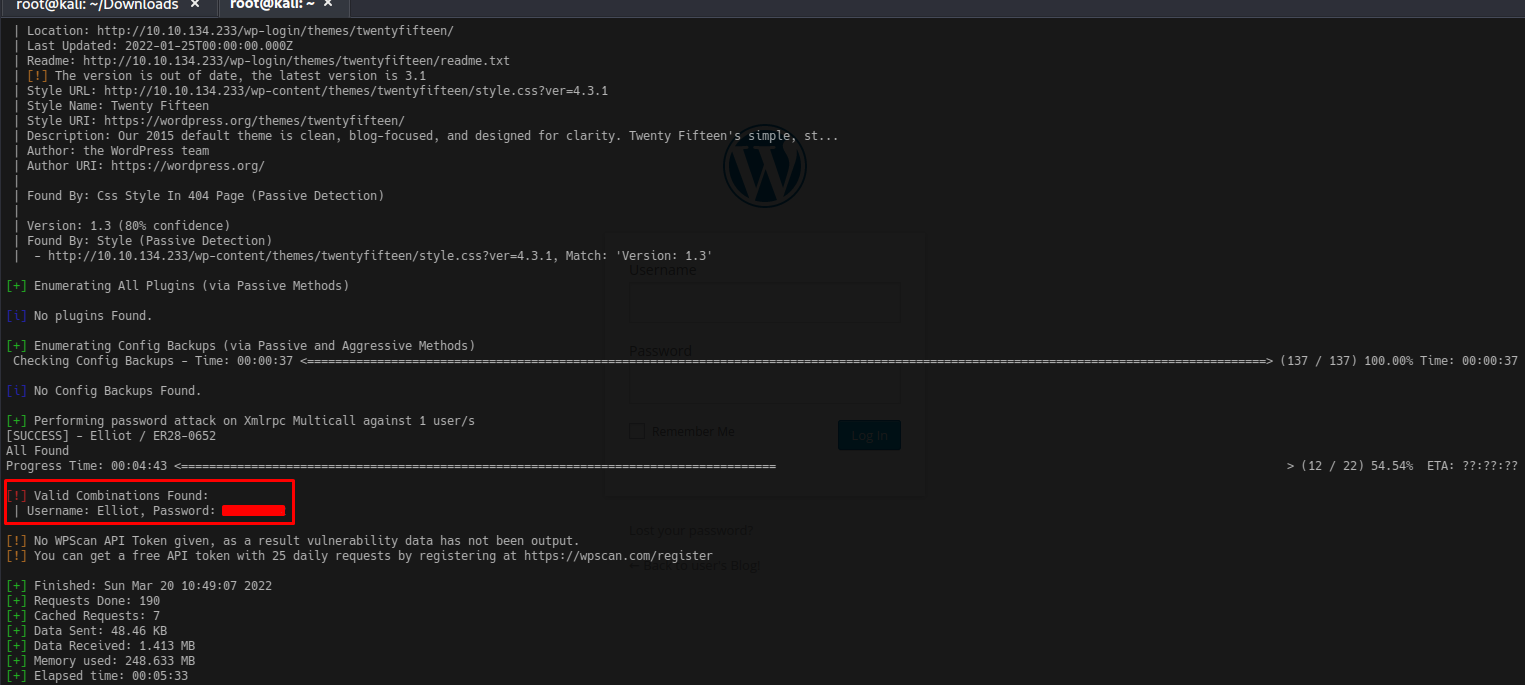 root@kali: ~/Downloads × root@kali: ~ ×
| Location: http://10.10.134.233/wp-login/themes/twentyfifteen/
| Last Updated: 2022-01-25T00:00:00.000Z
| Readme: http://10.10.134.233/wp-login/themes/twentyfifteen/readme.txt
| [!] The version is out of date, the latest version is 3.1
| Style URL: http://10.10.134.233/wp-content/themes/twentyfifteen/style.css?ver=4.3.1
| Style Name: Twenty Fifteen
| Style URI: https://wordpress.org/themes/twentyfifteen/
| Description: Our 2015 default theme is clean, blog-focused, and designed for clarity. Twenty Fifteen's simple, st...
| Author: the WordPress team
| Author URI: https://wordpress.org/
|
| Found By: Css Style In 404 Page (Passive Detection)
|
| Version: 1.3 (80% confidence)
| Found By: Style (Passive Detection)
|  - http://10.10.134.233/wp-content/themes/twentyfifteen/style.css?ver=4.3.1, Match: 'Version: 1.3'
Username
[+] Enumerating All Plugins (via Passive Methods)
[i] No plugins Found.
[+] Enumerating Config Backups (via Passive and Aggressive Methods)
Password
Checking Config Backups - Time: 00:00:37 <=====================================> (137 / 137) 100.00% Time: 00:00:37
[i] No Config Backups Found.
[+] Performing password attack on Xmlrpc Multicall against 1 user/s
Remember Me
Log In
[SUCCESS] - Elliot / ER28-0652
All Found
Progress Time: 00:04:43 <===================== > (12 / 22) 54.54%  ETA: ??:??:??
[!] Valid Combinations Found:
| Username: Elliot, Password:
Lost your password?
[!] No WPScan API Token given, as a result vulnerability data has not been output.
[!] You can get a free API token with 25 daily requests by registering at https://wpscan.com/register
← Back to user's Blog!
[+] Finished: Sun Mar 20 10:49:07 2022
[+] Requests Done: 190
[+] Cached Requests: 7
[+] Data Sent: 48.46 KB
[+] Data Received: 1.413 MB
[+] Memory used: 248.633 MB
[+] Elapsed time: 00:05:33